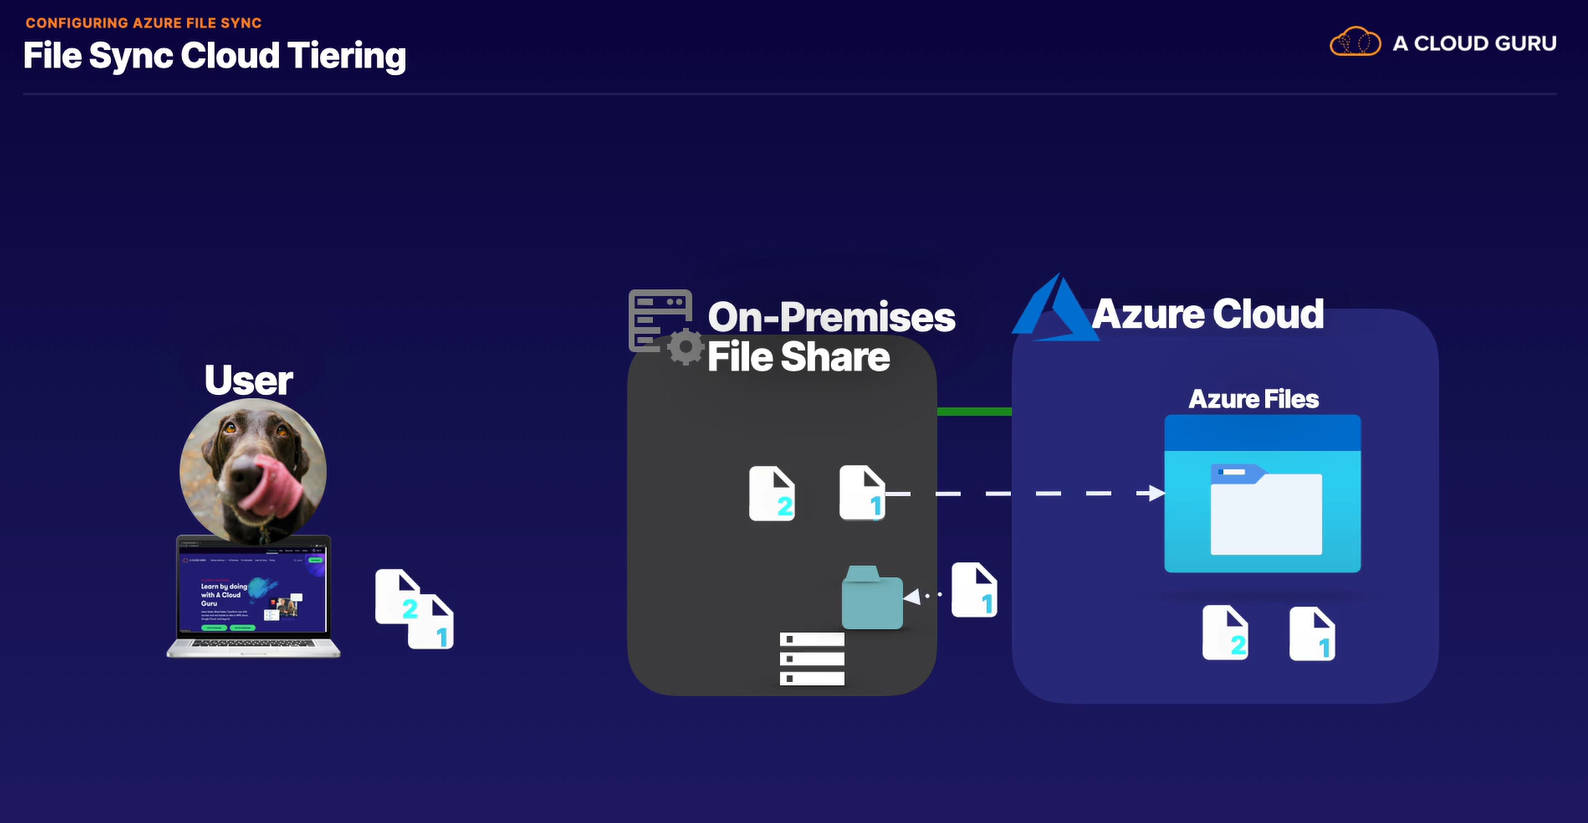 CONFIGURING AZURE FILE SYNC
File Sync Cloud Tiering
A CLOUD GURU
On-Premises
File Share
Azure Cloud
User
Azure Files
2
1
1
Learn by doing
with A Cloud
Guru
2
1
2
1